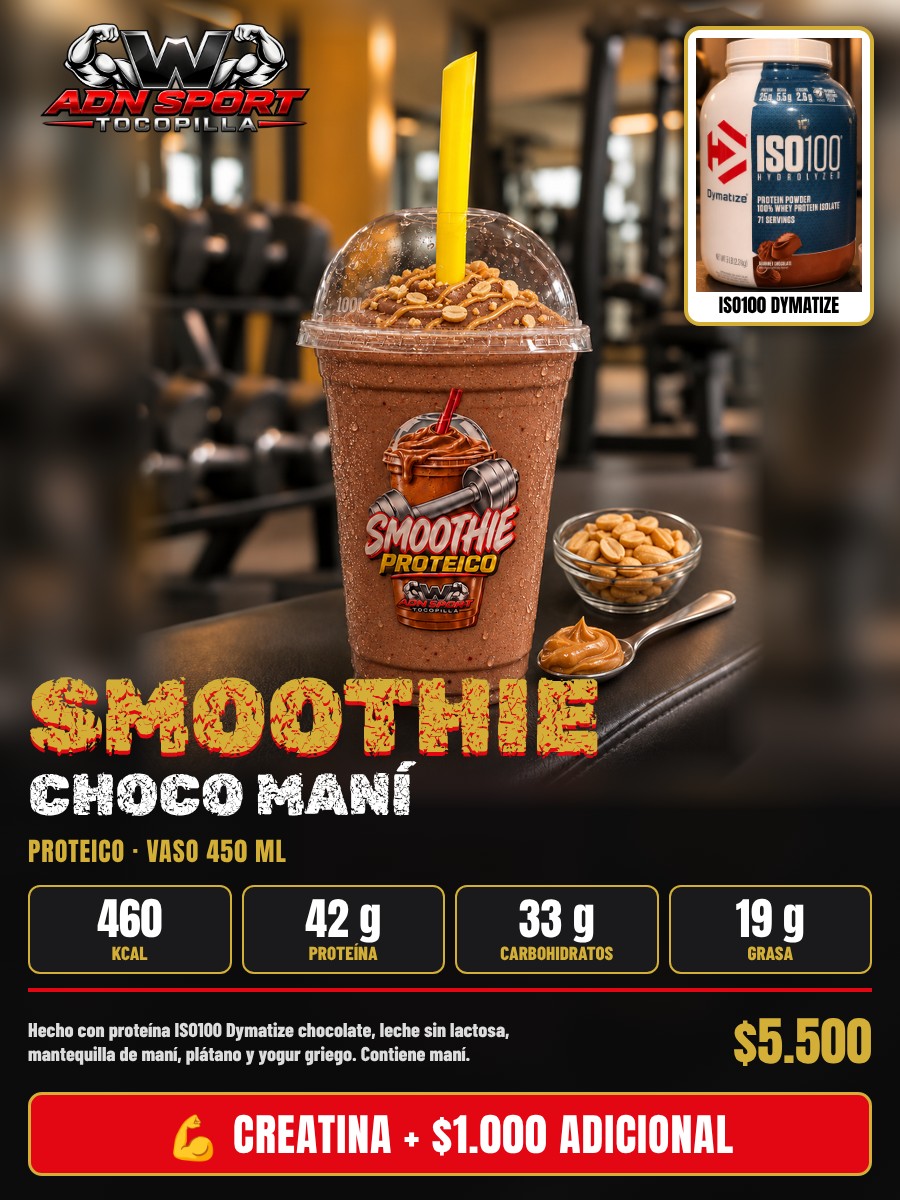 W
ADN SPORT
TOCOPILLA
ISO100
HYDROLYZED
Dymatize
PROTEIN POWDER
100% WHEY PROTEIN ISOLATE
71 SERVINGS
ISO100 DYMATIZE
SMOOTHIE
PROTEICO
W
ADN SPORT
TOCOPILLA
SMOOTHIE
CHOCO MANÍ
PROTEICO · VASO 450 ML
460
KCAL
42 g
PROTEÍNA
33 g
CARBOHIDRATOS
19 g
GRASA
Hecho con proteína ISO100 Dymatize chocolate, leche sin lactosa,
mantequilla de maní, plátano y yogur griego. Contiene maní.
$5.500
💪 CREATINA + $1.000 ADICIONAL